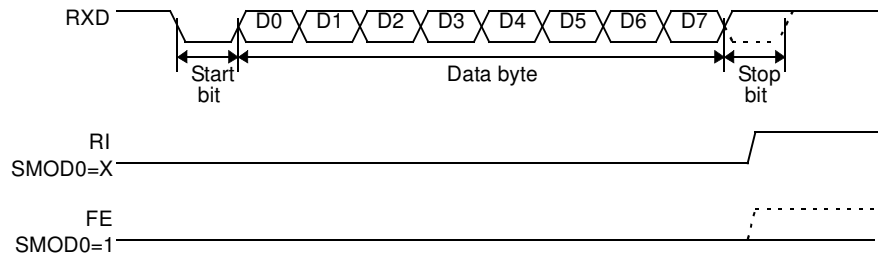 RXD D0 D1 D2 D3 D4 D5 D6 D7
Start bit
Data byte
Stop bit
RI
SMOD0=X
FE
SMOD0=1